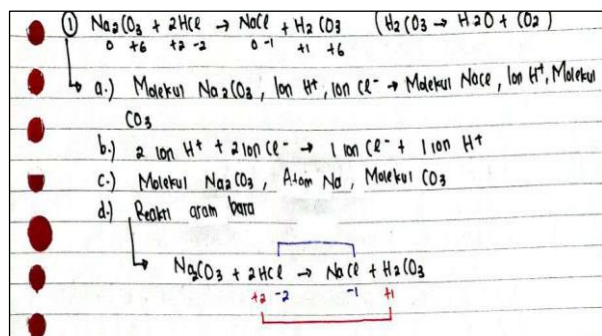 ① Na₂CO₃ + 2HCl → NaCl + H₂CO₃ (H₂CO₃ → H₂O + CO₂)
0 +6 +2 -2 0 -1 +1 +6
a.) Molekul Na₂CO₃, Ion H⁺, Ion Cl⁻ → Molekul NaCl, Ion H⁺, Molekul
CO₃
b.) 2 Ion H⁺ + 2 Ion Cl⁻ → 1 Ion Cl⁻ + 1 Ion H⁺
c.) Molekul Na₂CO₃, Atom Na, Molekul CO₃
d.) Reaksi asam basa
Na₂CO₃ + 2HCl → NaCl + H₂CO₃
+2 -2 -1 +1